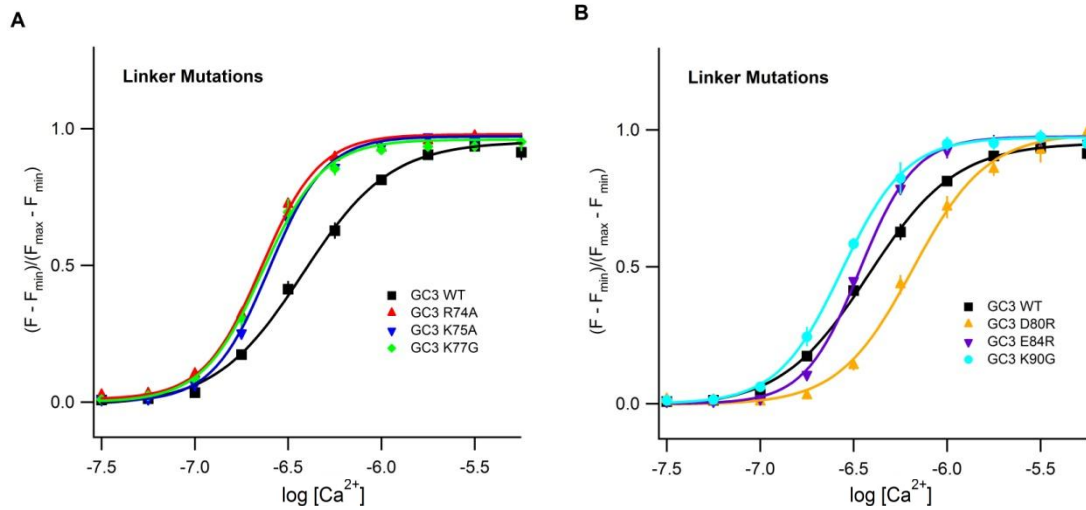 A
Linker Mutations
1.0
0.5
0.0
(F - Fmin)/(Fmax - Fmin)
GC3 WT
GC3 R74A
GC3 K75A
GC3 K77G
-7.5 -7.0 -6.5 -6.0 -5.5
log [Ca2+]
B
Linker Mutations
1.0
0.5
0.0
(F - Fmin)/(Fmax - Fmin)
GC3 WT
GC3 D80R
GC3 E84R
GC3 K90G
-7.5 -7.0 -6.5 -6.0 -5.5
log [Ca2+]